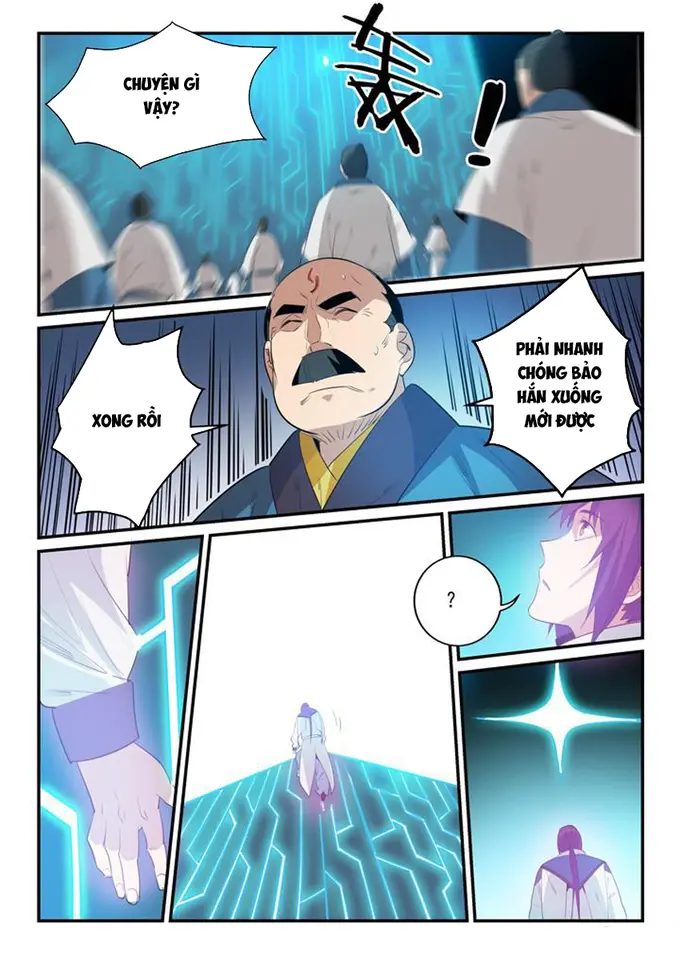 CHUYỆN GÌ
VẬY?
轰!
XONG RỒI
PHẢI NHANH
CHÓNG BẢO
HẮN XUỐNG
MỚI ĐƯỢC
?